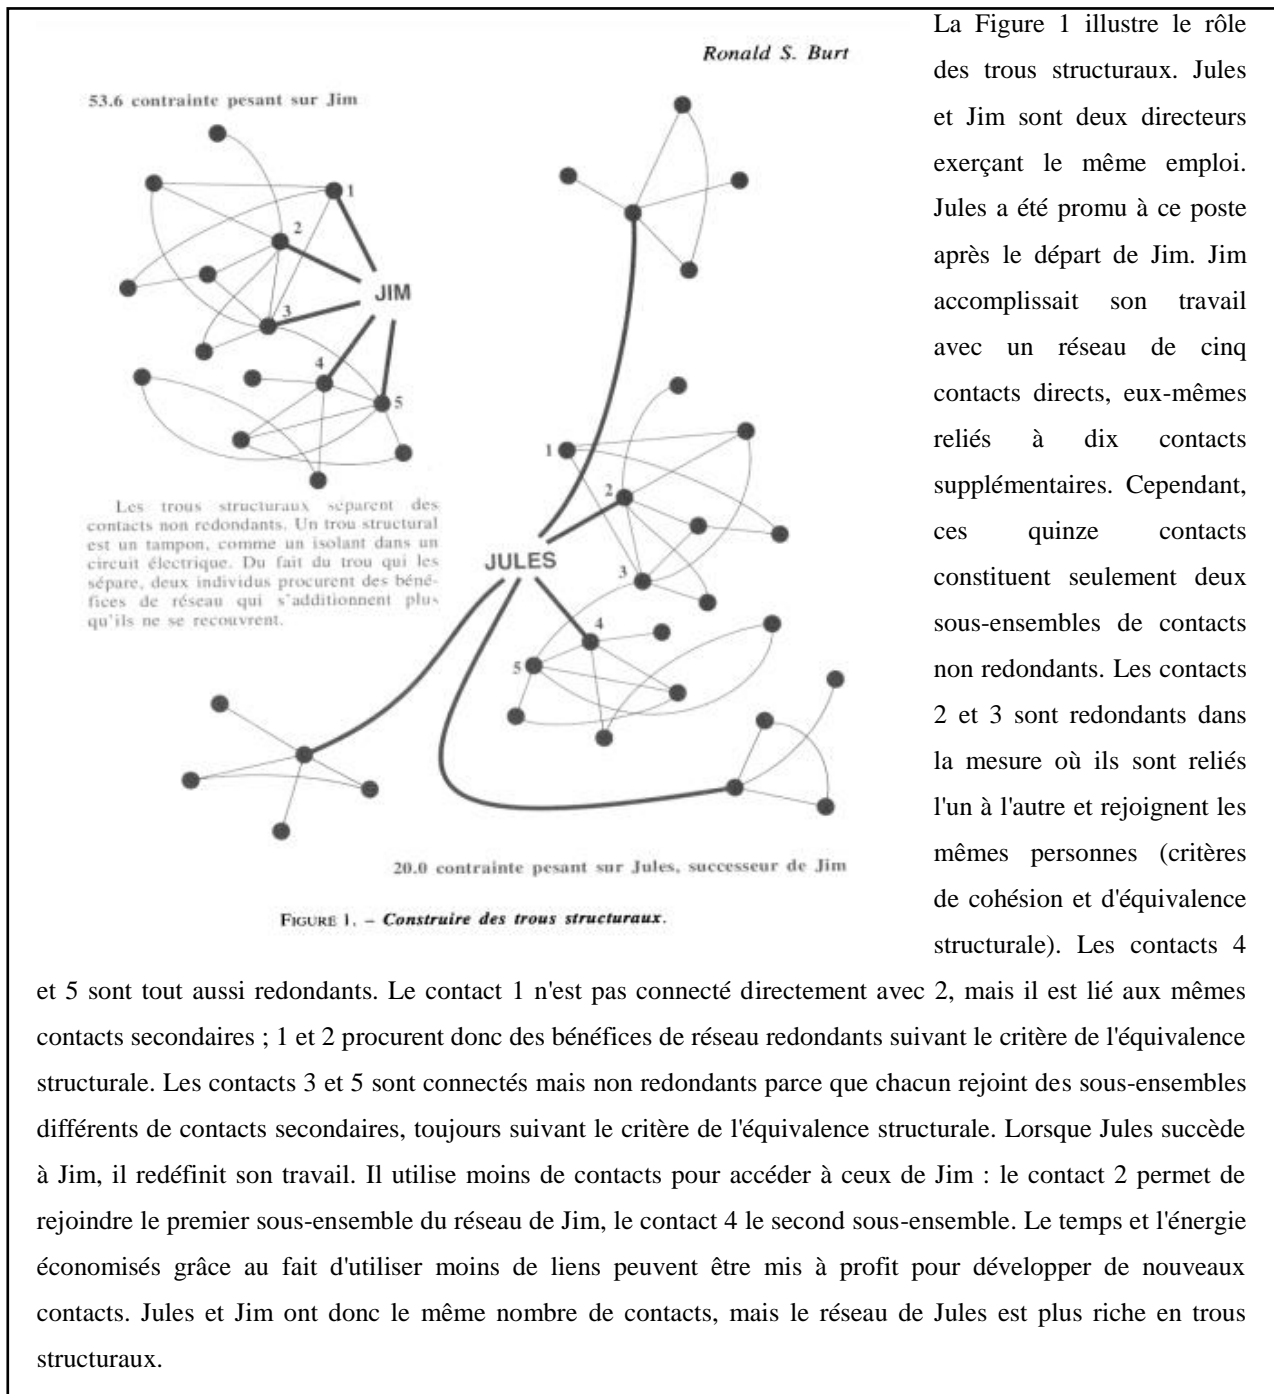 Ronald S. Burt
53.6 contrainte pesant sur Jim
1
2
JIM
3
4
5
Les trous structuraux séparent des
contacts non redondants. Un trou structural
est un tampon, comme un isolant dans un
circuit électrique. Du fait du trou qui les
sépare, deux individus procurent des béné-
fices de réseau qui s'additionnent plus
qu'ils ne se recouvrent.
1
2
JULES
3
4
5
20.0 contrainte pesant sur Jules, successeur de Jim
FIGURE 1. – Construire des trous structuraux.
La Figure 1 illustre le rôle
des trous structuraux. Jules
et Jim sont deux directeurs
exerçant le même emploi.
Jules a été promu à ce poste
après le départ de Jim. Jim
accomplissait son travail
avec un réseau de cinq
contacts directs, eux-mêmes
reliés à dix contacts
supplémentaires. Cependant,
ces quinze contacts
constituent seulement deux
sous-ensembles de contacts
non redondants. Les contacts
2 et 3 sont redondants dans
la mesure où ils sont reliés
l'un à l'autre et rejoignent les
mêmes personnes (critères
de cohésion et d'équivalence
structurale). Les contacts 4
et 5 sont tout aussi redondants. Le contact 1 n'est pas connecté directement avec 2, mais il est lié aux mêmes
contacts secondaires ; 1 et 2 procurent donc des bénéfices de réseau redondants suivant le critère de l'équivalence
structurale. Les contacts 3 et 5 sont connectés mais non redondants parce que chacun rejoint des sous-ensembles
différents de contacts secondaires, toujours suivant le critère de l'équivalence structurale. Lorsque Jules succède
à Jim, il redéfinit son travail. Il utilise moins de contacts pour accéder à ceux de Jim : le contact 2 permet de
rejoindre le premier sous-ensemble du réseau de Jim, le contact 4 le second sous-ensemble. Le temps et l'énergie
économisés grâce au fait d'utiliser moins de liens peuvent être mis à profit pour développer de nouveaux
contacts. Jules et Jim ont donc le même nombre de contacts, mais le réseau de Jules est plus riche en trous
structuraux.